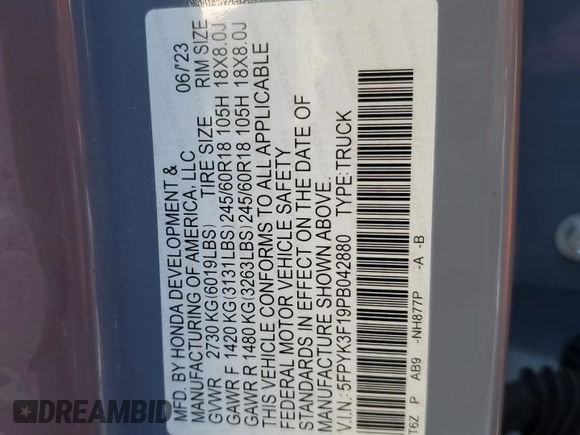 MFD. BY HONDA DEVELOPMENT & 06/'23
MANUFACTURING OF AMERICA, LLC
GVWR 2730 KG(6019LBS) TIRE SIZE RIM SIZE
GAWR F 1420 KG(3131LBS) 245/60R18 105H 18X8.0J
GAWR R 1480 KG(3263LBS) 245/60R18 105H 18X8.0J
THIS VEHICLE CONFORMS TO ALL APPLICABLE
FEDERAL MOTOR VEHICLE SAFETY
STANDARDS IN EFFECT ON THE DATE OF
MANUFACTURE SHOWN ABOVE.
V.I.N.: 5FPYK3F19PB042880 TYPE: TRUCK
T6Z P AB9 -NH877P -A -B
© BIDHISTORY